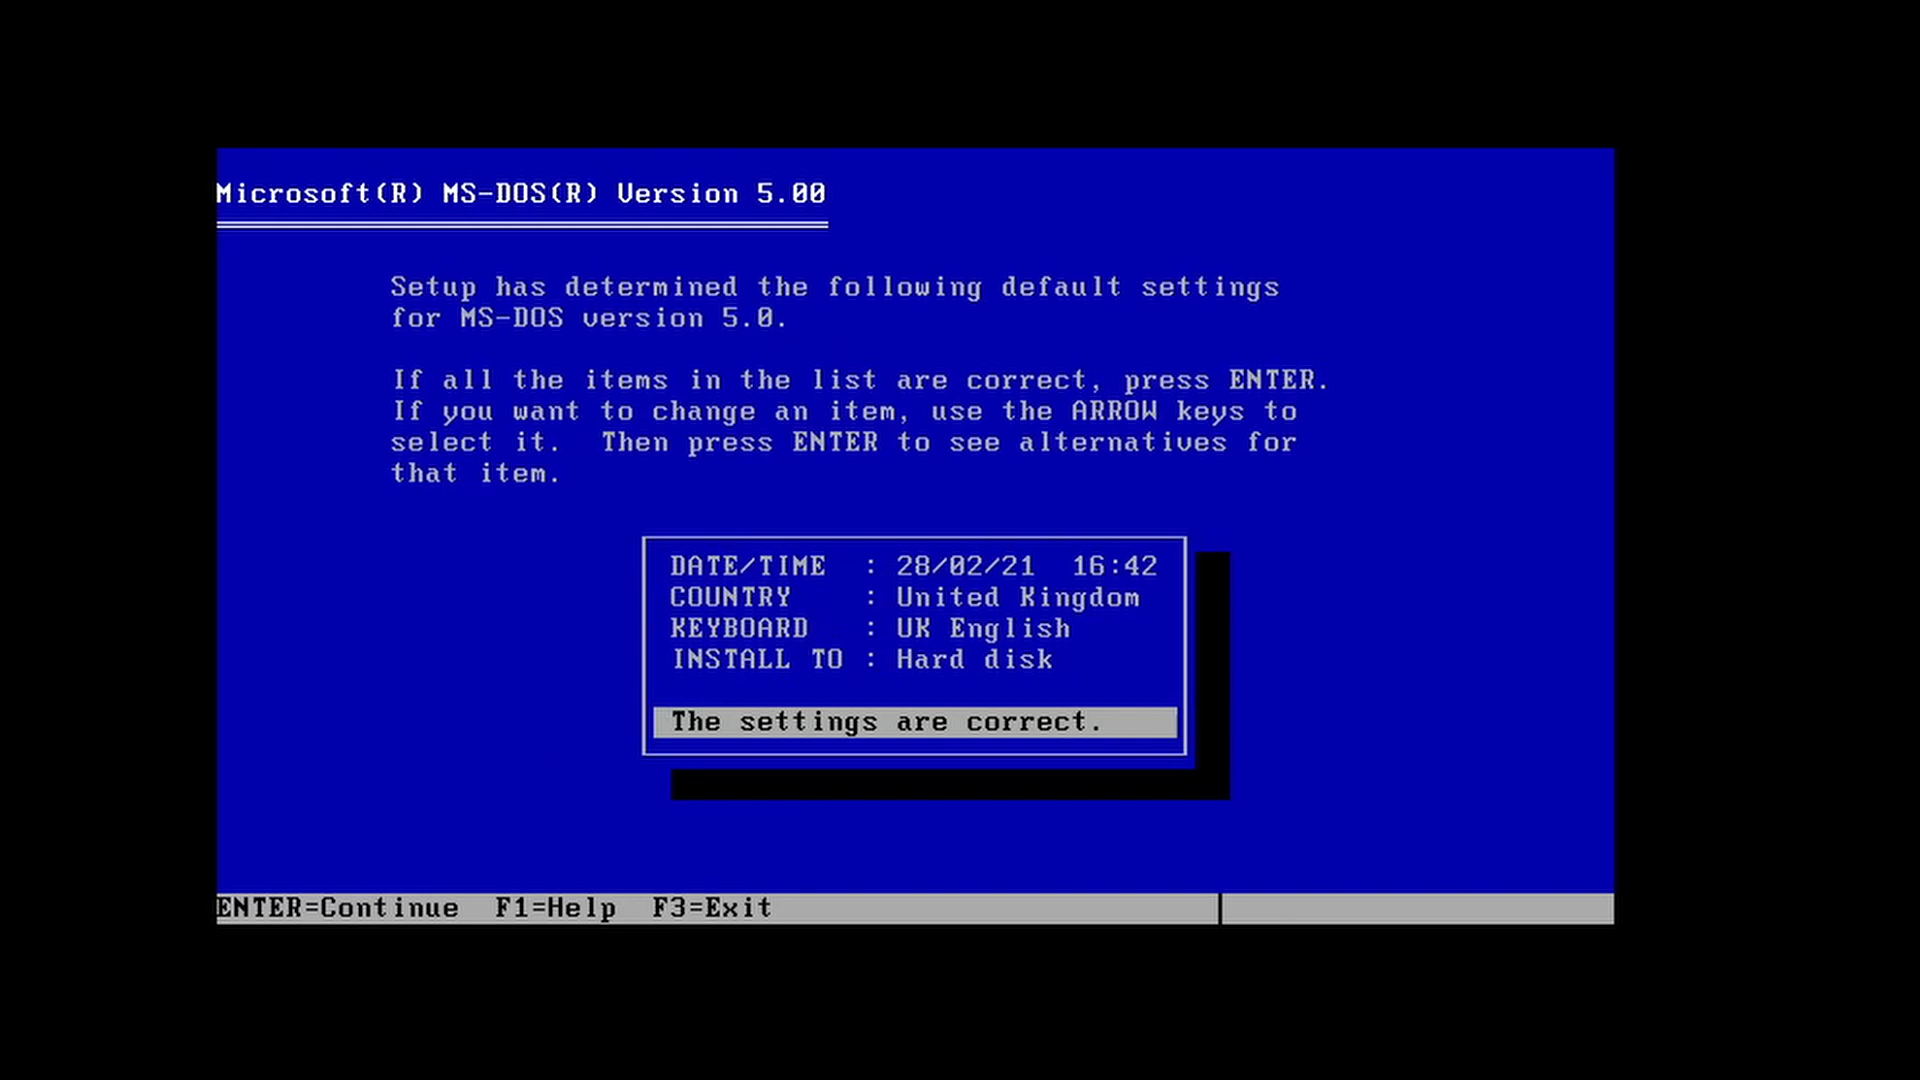 Microsoft(R) MS-DOS(R) Version 5.00
Setup has determined the following default settings
for MS-DOS version 5.0.
If all the items in the list are correct, press ENTER.
If you want to change an item, use the ARROW keys to
select it.  Then press ENTER to see alternatives for
that item.
DATE/TIME  : 28/02/21  16:42
COUNTRY    : United Kingdom
KEYBOARD   : UK English
INSTALL TO : Hard disk
The settings are correct.
ENTER=Continue  F1=Help  F3=Exit